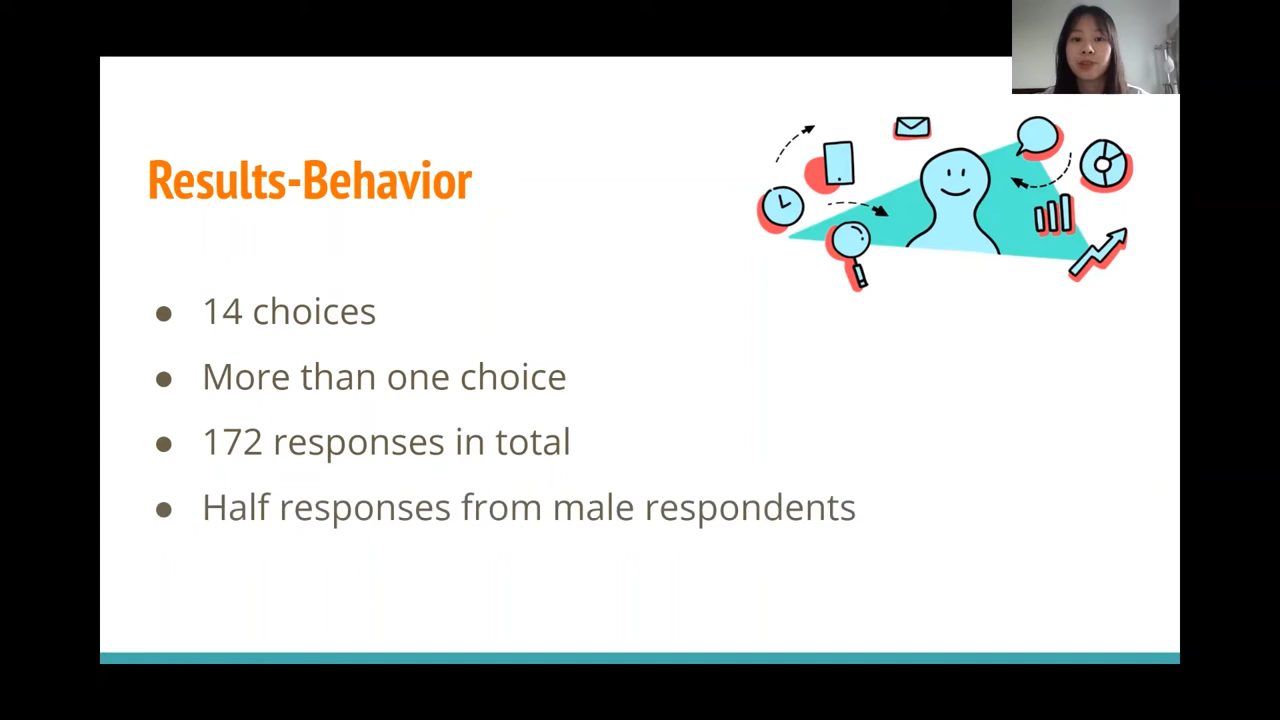 Results-Behavior
● 14 choices
● More than one choice
● 172 responses in total
● Half responses from male respondents